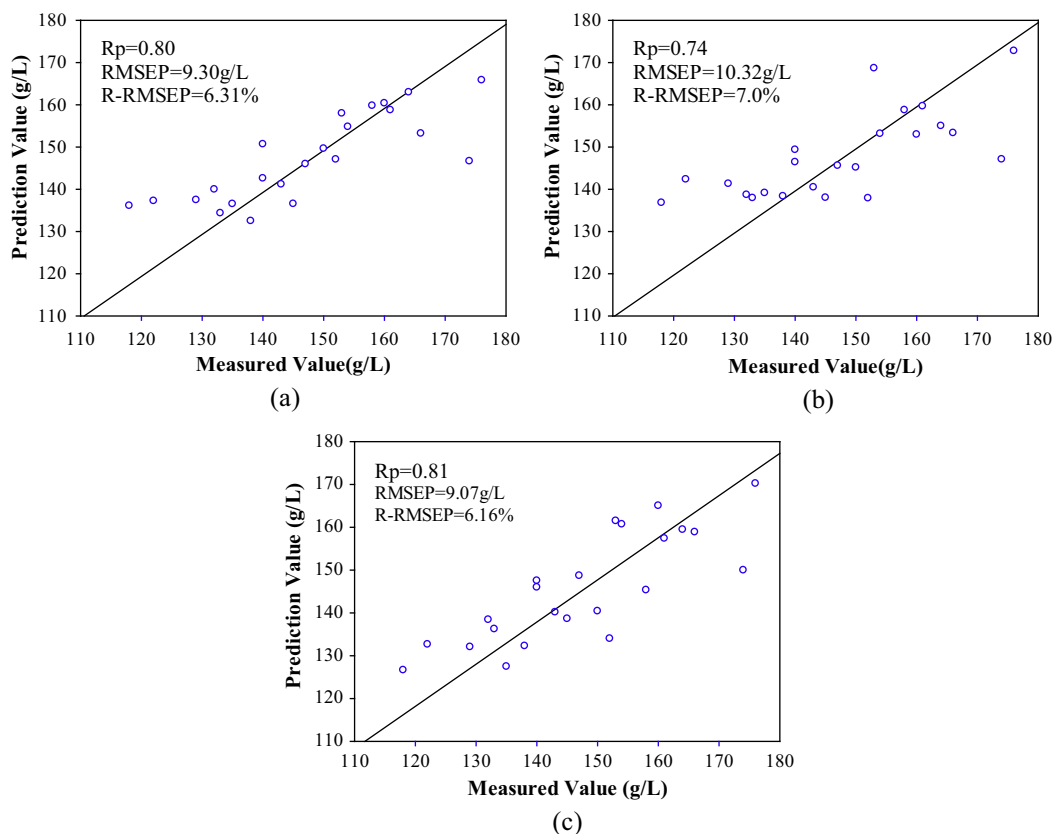 180
170
160
150
140
130
120
110
Prediction Value (g/L)
Rp=0.80
RMSEP=9.30g/L
R-RMSEP=6.31%
110 120 130 140 150 160 170 180
Measured Value(g/L)
(a)
180
170
160
150
140
130
120
110
Prediction Value (g/L)
Rp=0.74
RMSEP=10.32g/L
R-RMSEP=7.0%
110 120 130 140 150 160 170 180
Measured Value(g/L)
(b)
180
170
160
150
140
130
120
110
Prediction Value (g/L)
Rp=0.81
RMSEP=9.07g/L
R-RMSEP=6.16%
110 120 130 140 150 160 170 180
Measured Value (g/L)
(c)